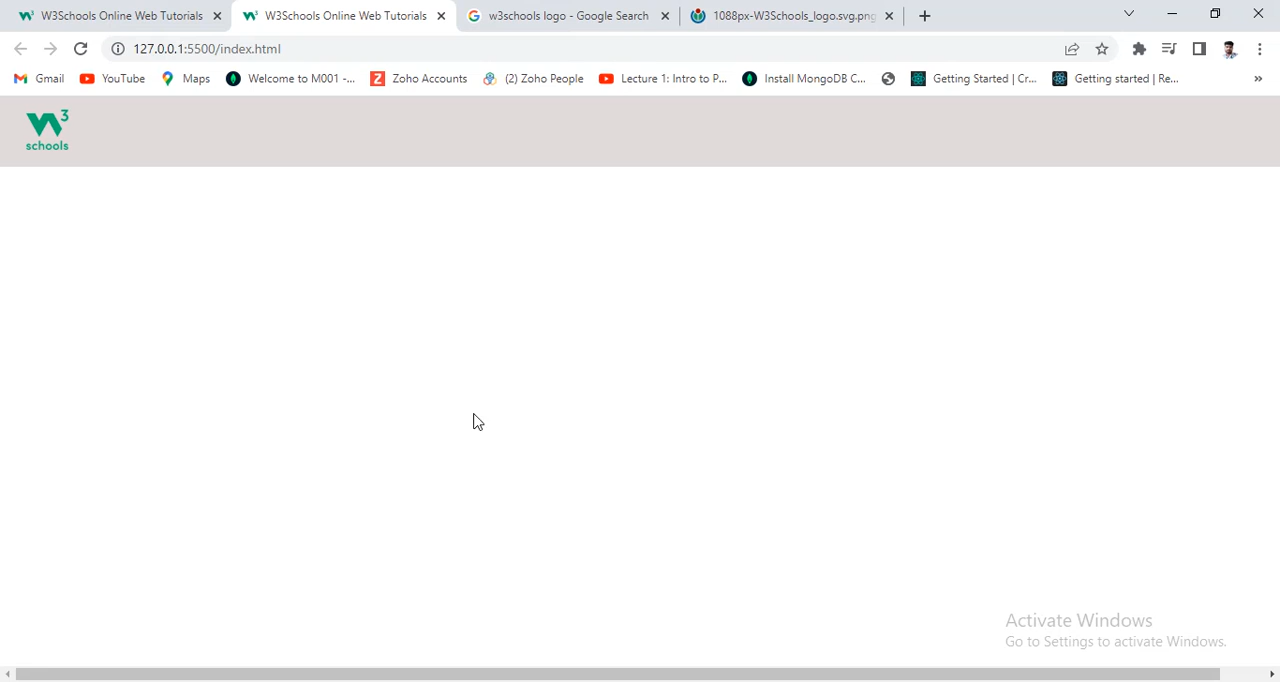 W3Schools Online Web Tutorials
W3Schools Online Web Tutorials
w3schools logo - Google Search
1088px-W3Schools_logo.svg.png
127.0.0.1:5500/index.html
Gmail
YouTube
Maps
Welcome to M001 -...
Zoho Accounts
(2) Zoho People
Lecture 1: Intro to P...
Install MongoDB C...
Getting Started | Cr...
Getting started | Re...
W3
schools
Activate Windows
Go to Settings to activate Windows.